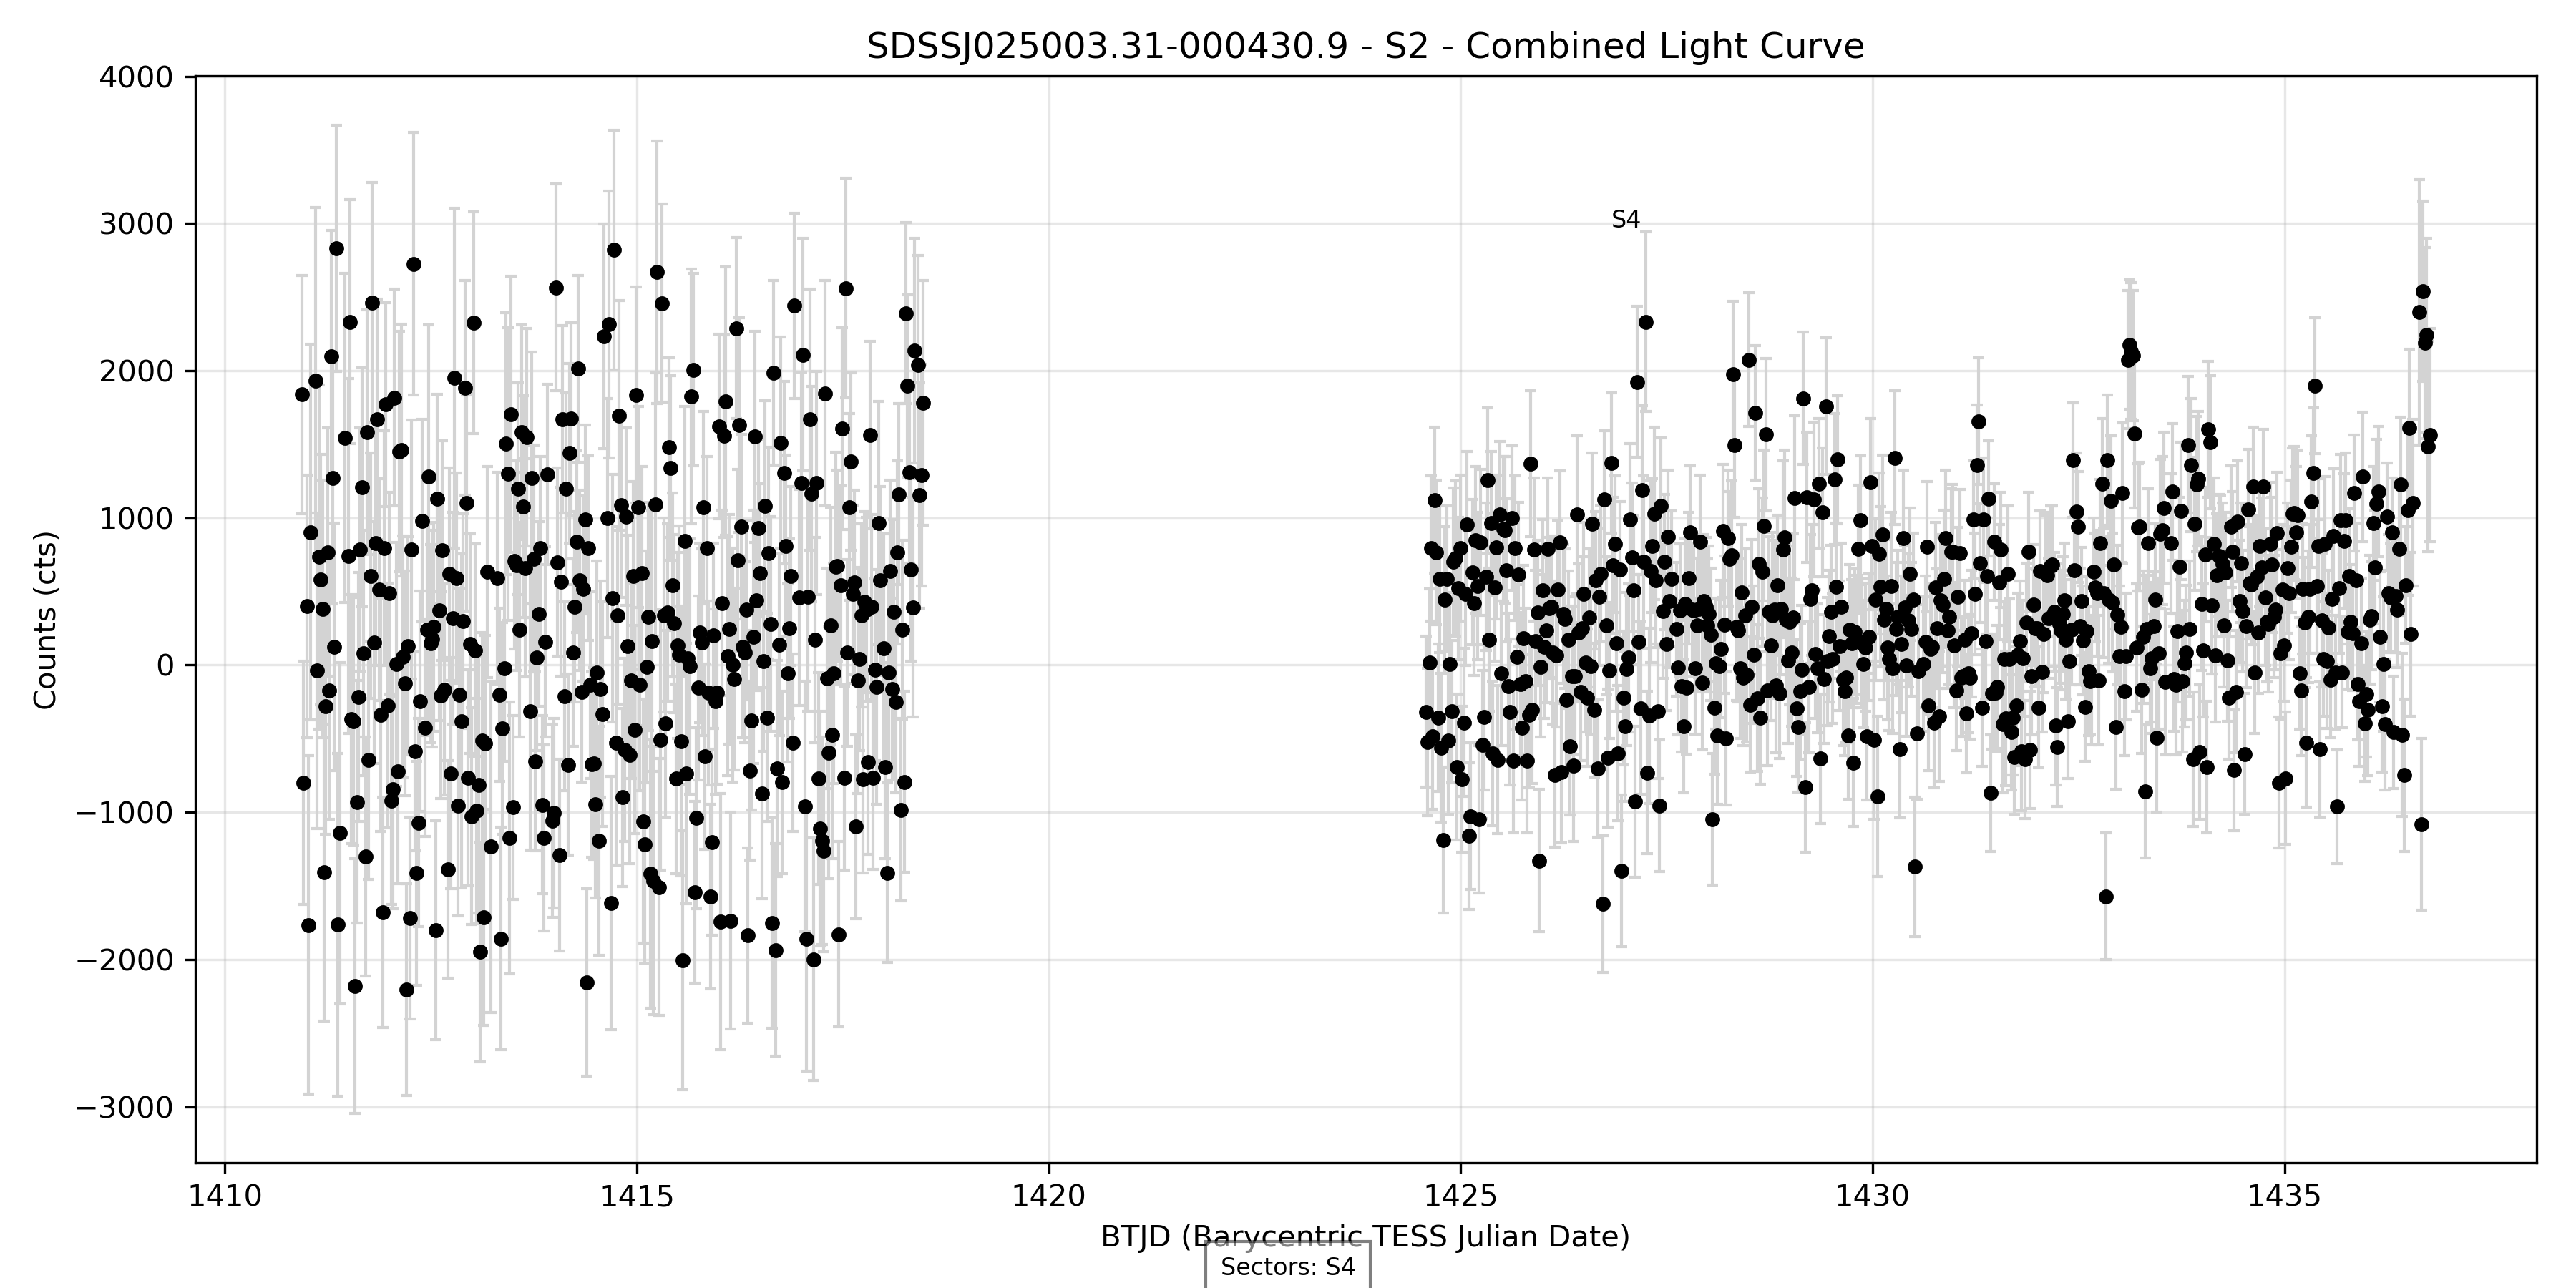 SDSSJ025003.31-000430.9 - S2 - Combined Light Curve
4000
3000
2000
1000
0
−1000
−2000
−3000
Counts (cts)
S4
1410
1415
1420
1425
1430
1435
BTJD (Barycentric TESS Julian Date)
Sectors: S4